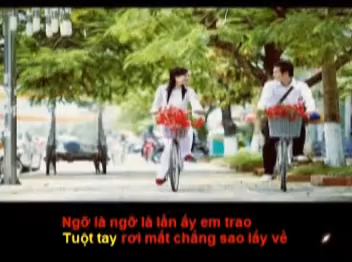 Ngỡ là ngỡ là lần ấy em trao
Tuột tay rơi mất chẳng sao lấy về